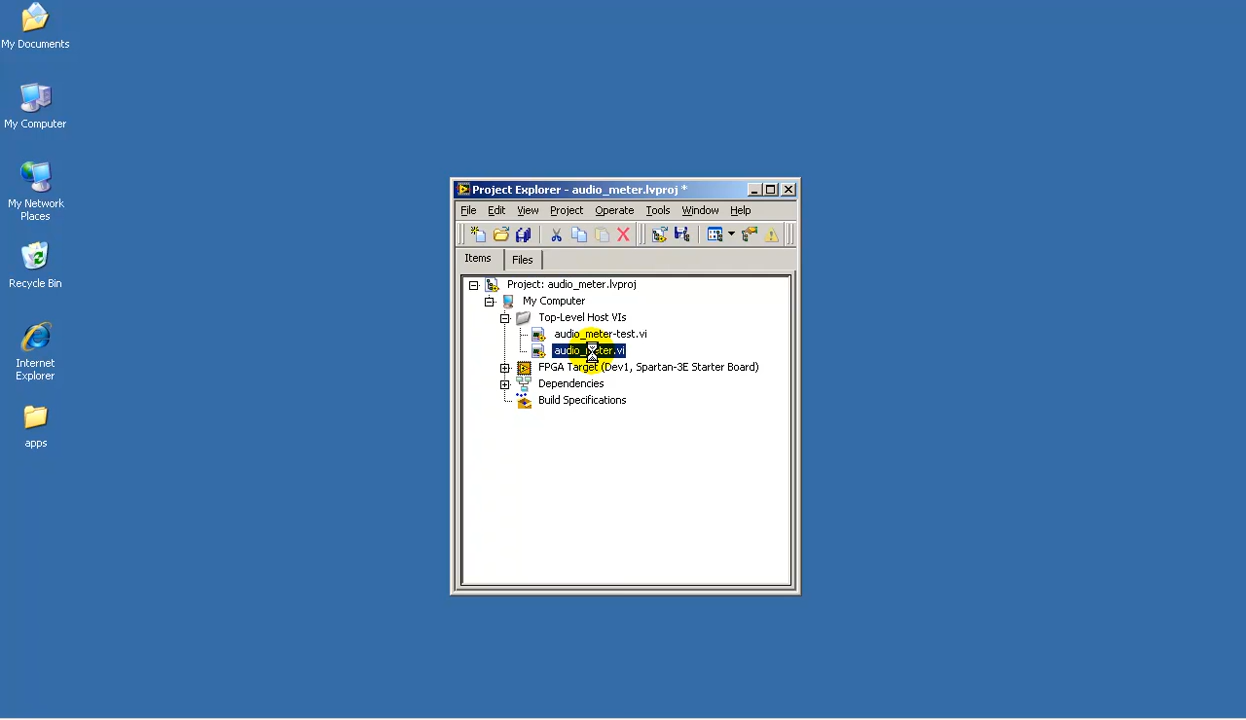 My Documents
My Computer
My Network
Places
Recycle Bin
Internet
Explorer
apps
Project Explorer - audio_meter.lvproj *
File Edit View Project Operate Tools Window Help
Items Files
Project: audio_meter.lvproj
My Computer
Top-Level Host VIs
audio_meter-test.vi
audio_meter.vi
FPGA Target (Dev1, Spartan-3E Starter Board)
Dependencies
Build Specifications